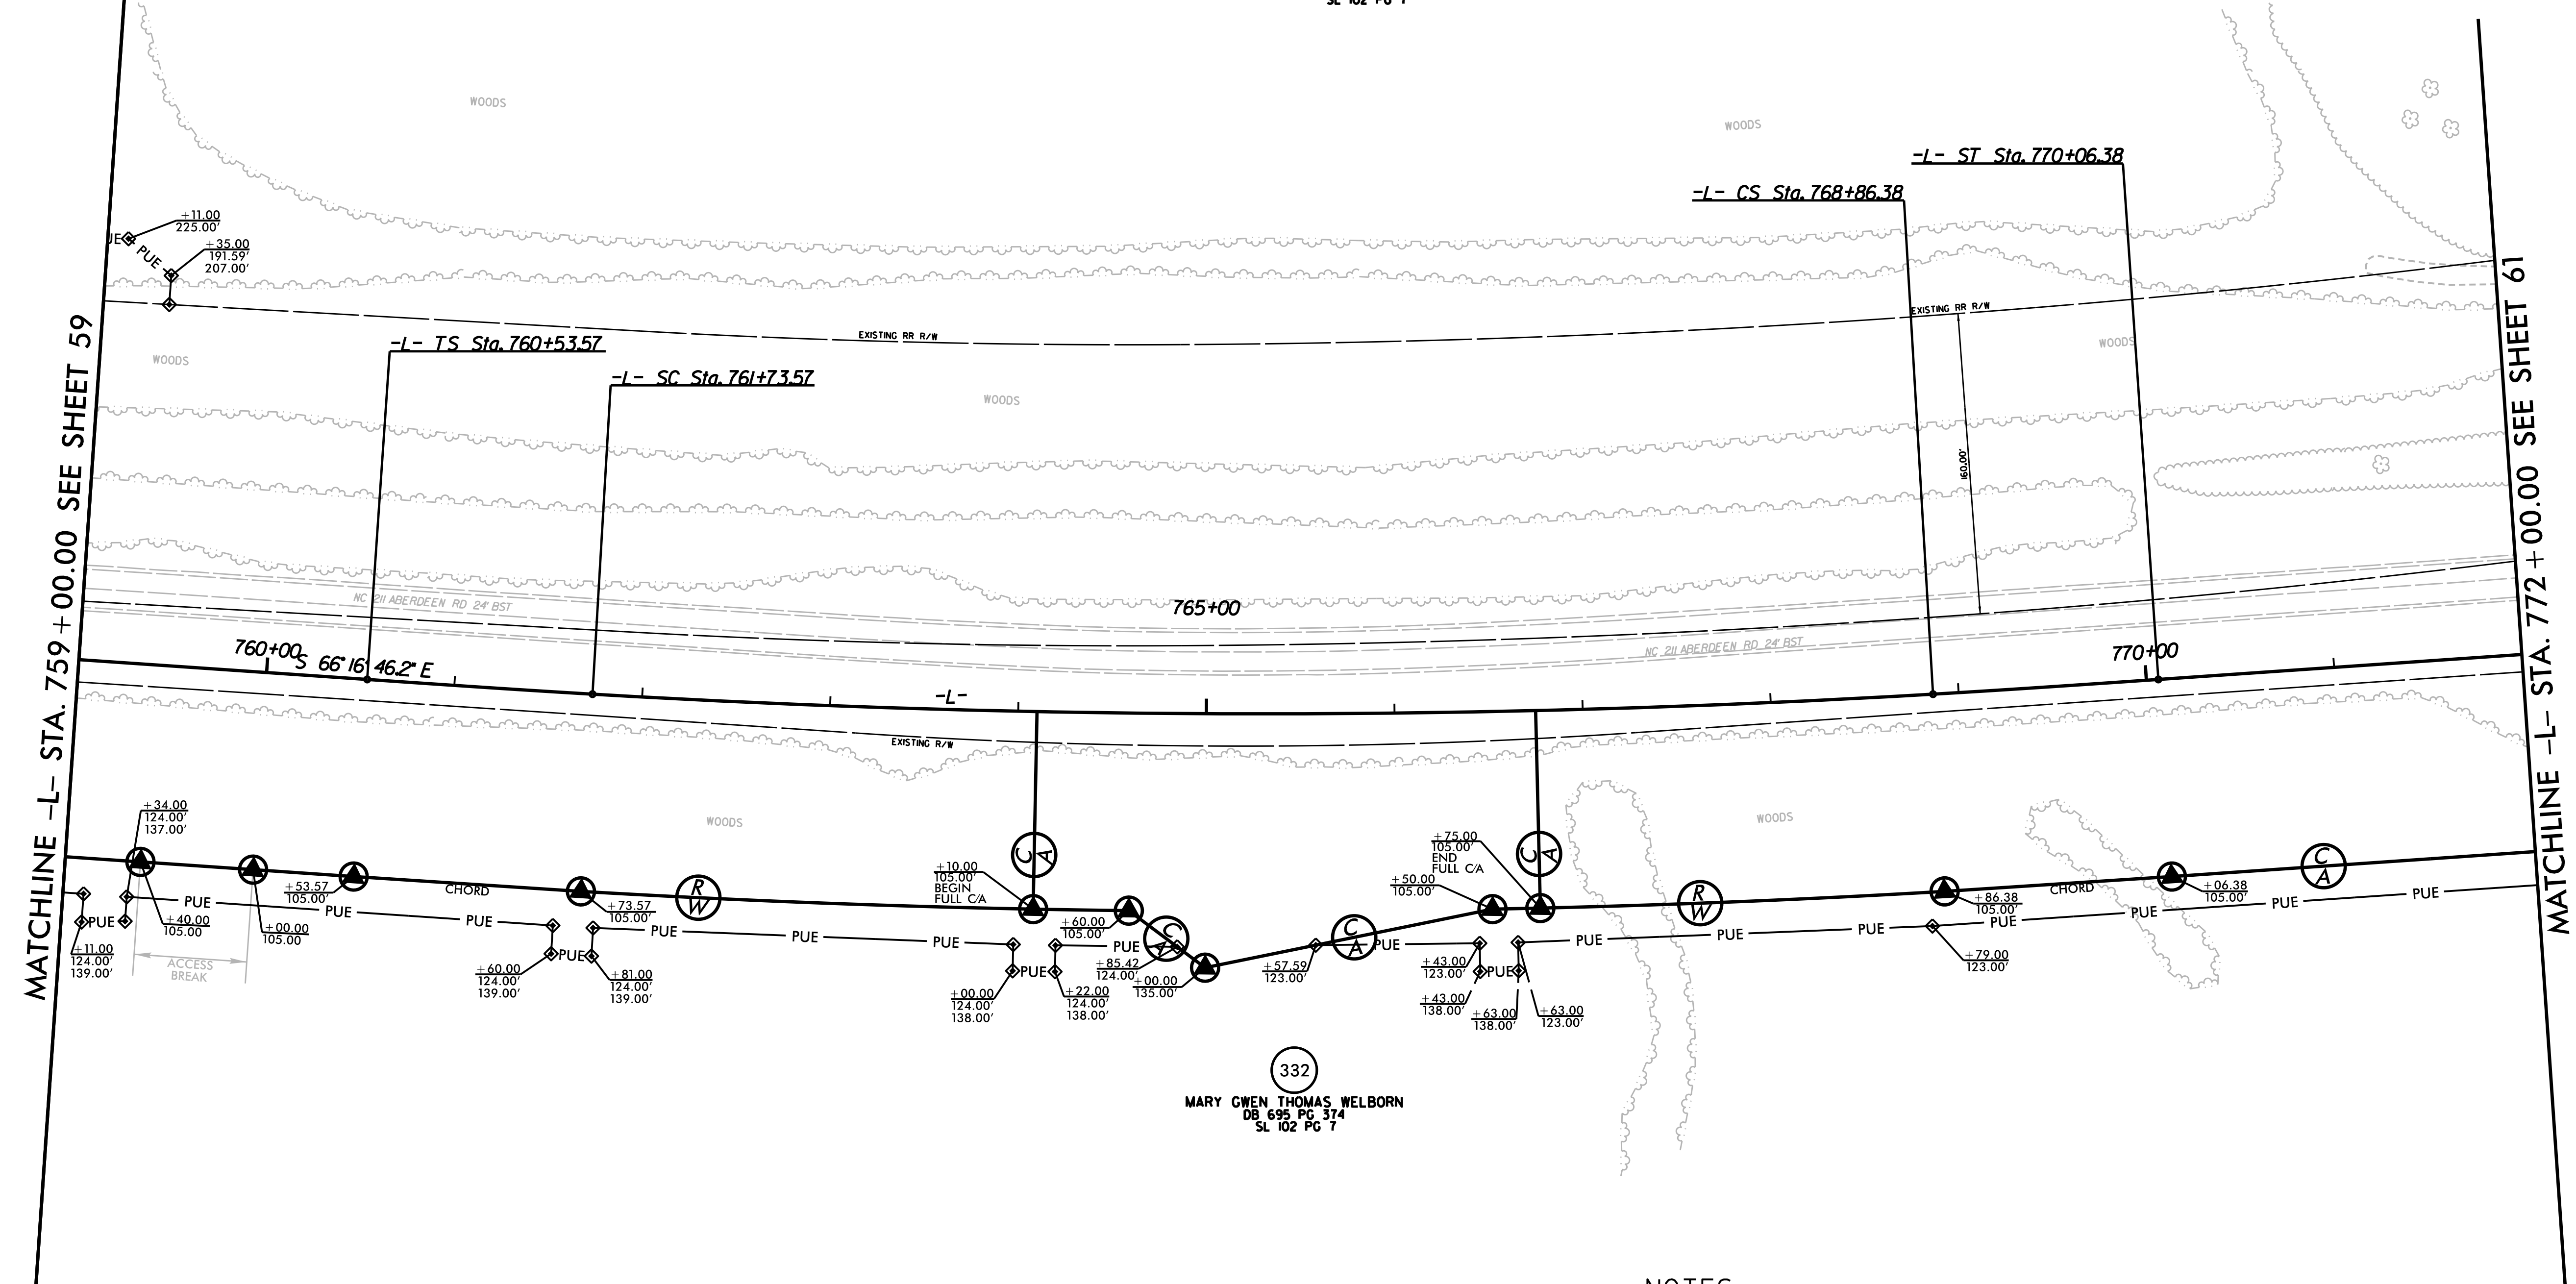 SL 102 PG 7
WOODS
WOODS
-L- ST Sta. 770+06.38
-L- CS Sta. 768+86.38
+11.00
225.00'
UE
PUE
+35.00
191.59'
207.00'
EXISTING RR R/W
EXISTING RR R/W
-L- TS Sta. 760+53.57
-L- SC Sta. 761+73.57
WOODS
WOODS
WOODS
160.00'
MATCHLINE -L- STA. 759+00.00 SEE SHEET 59
MATCHLINE -L- STA. 772+00.00 SEE SHEET 61
NC 211 ABERDEEN RD 24' BST
765+00
NC 211 ABERDEEN RD 24' BST
760+00
S 66° 16' 46.2" E
770+00
-L-
EXISTING R/W
+34.00
124.00'
137.00'
WOODS
WOODS
+75.00
105.00'
END
FULL C/A
+10.00
105.00'
BEGIN
FULL C/A
C
A
C
A
C
A
+50.00
105.00'
+53.57
105.00'
CHORD
R
W
+73.57
105.00'
R
W
+86.38
105.00'
CHORD
+06.38
105.00'
PUE
PUE
PUE
PUE
PUE
PUE
PUE
PUE
+40.00
105.00
+00.00
105.00
+11.00
124.00'
139.00'
ACCESS
BREAK
PUE
+60.00
124.00'
139.00'
+81.00
124.00'
139.00'
PUE
+00.00
124.00'
138.00'
+22.00
124.00'
138.00'
+60.00
105.00'
PUE
C
A
+85.42
124.00'
+00.00
135.00'
C
A
PUE
+57.59
123.00'
+43.00
123.00'
PUE
+43.00
138.00'
+63.00
138.00'
+63.00
123.00'
PUE
PUE
PUE
PUE
PUE
PUE
PUE
+79.00
123.00'
332
MARY GWEN THOMAS WELBORN
DB 695 PG 374
SL 102 PG 7
NOTES